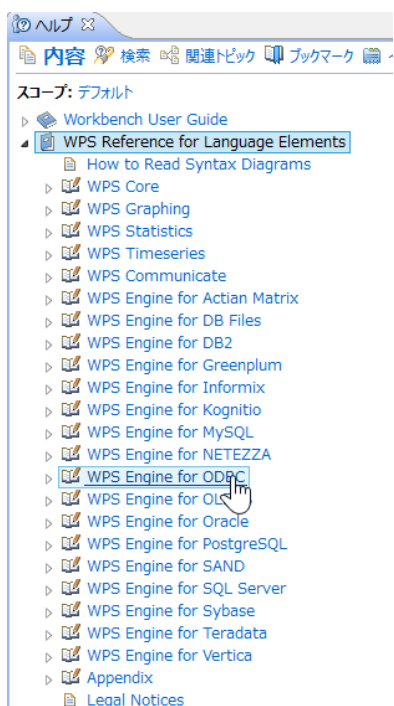 ヘルプ
内容 検索 関連トピック ブックマーク
スコープ: デフォルト
Workbench User Guide
WPS Reference for Language Elements
How to Read Syntax Diagrams
WPS Core
WPS Graphing
WPS Statistics
WPS Timeseries
WPS Communicate
WPS Engine for Actian Matrix
WPS Engine for DB Files
WPS Engine for DB2
WPS Engine for Greenplum
WPS Engine for Informix
WPS Engine for Kognitio
WPS Engine for MySQL
WPS Engine for NETEZZA
WPS Engine for ODBC
WPS Engine for
WPS Engine for Oracle
WPS Engine for PostgreSQL
WPS Engine for SAND
WPS Engine for SQL Server
WPS Engine for Sybase
WPS Engine for Teradata
WPS Engine for Vertica
Appendix
Legal Notices